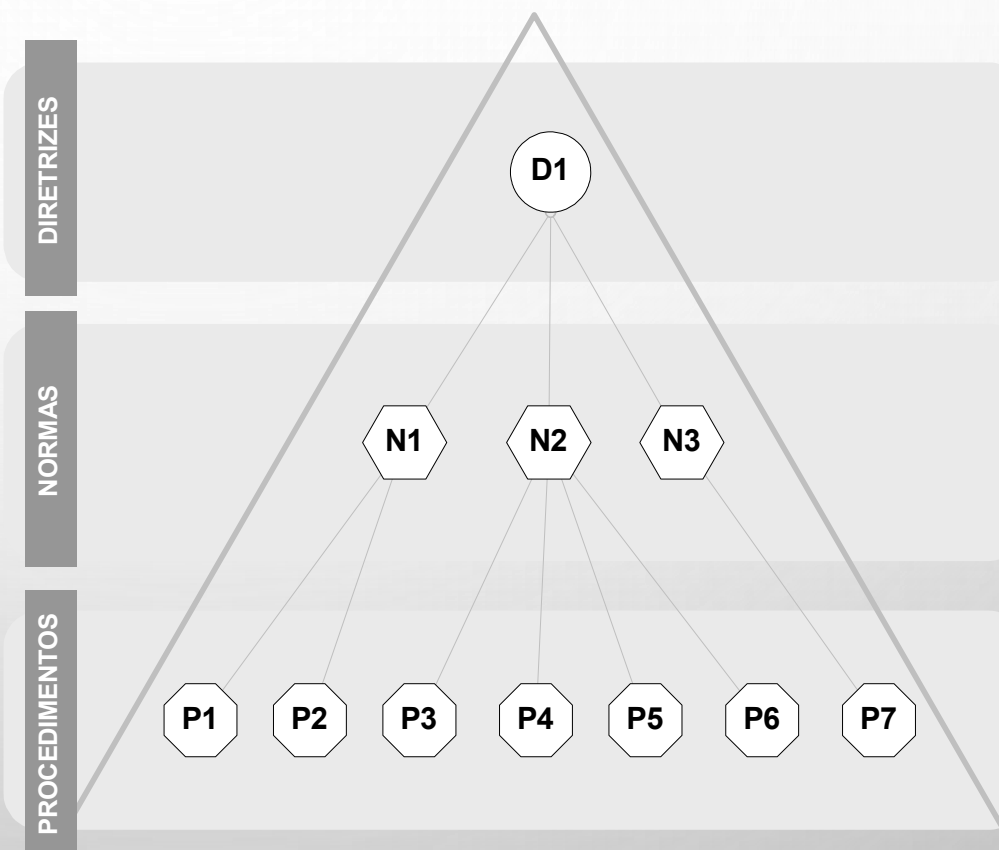 DIRETRIZES
D1
NORMAS
N1 N2 N3
PROCEDIMENTOS
P1 P2 P3 P4 P5 P6 P7